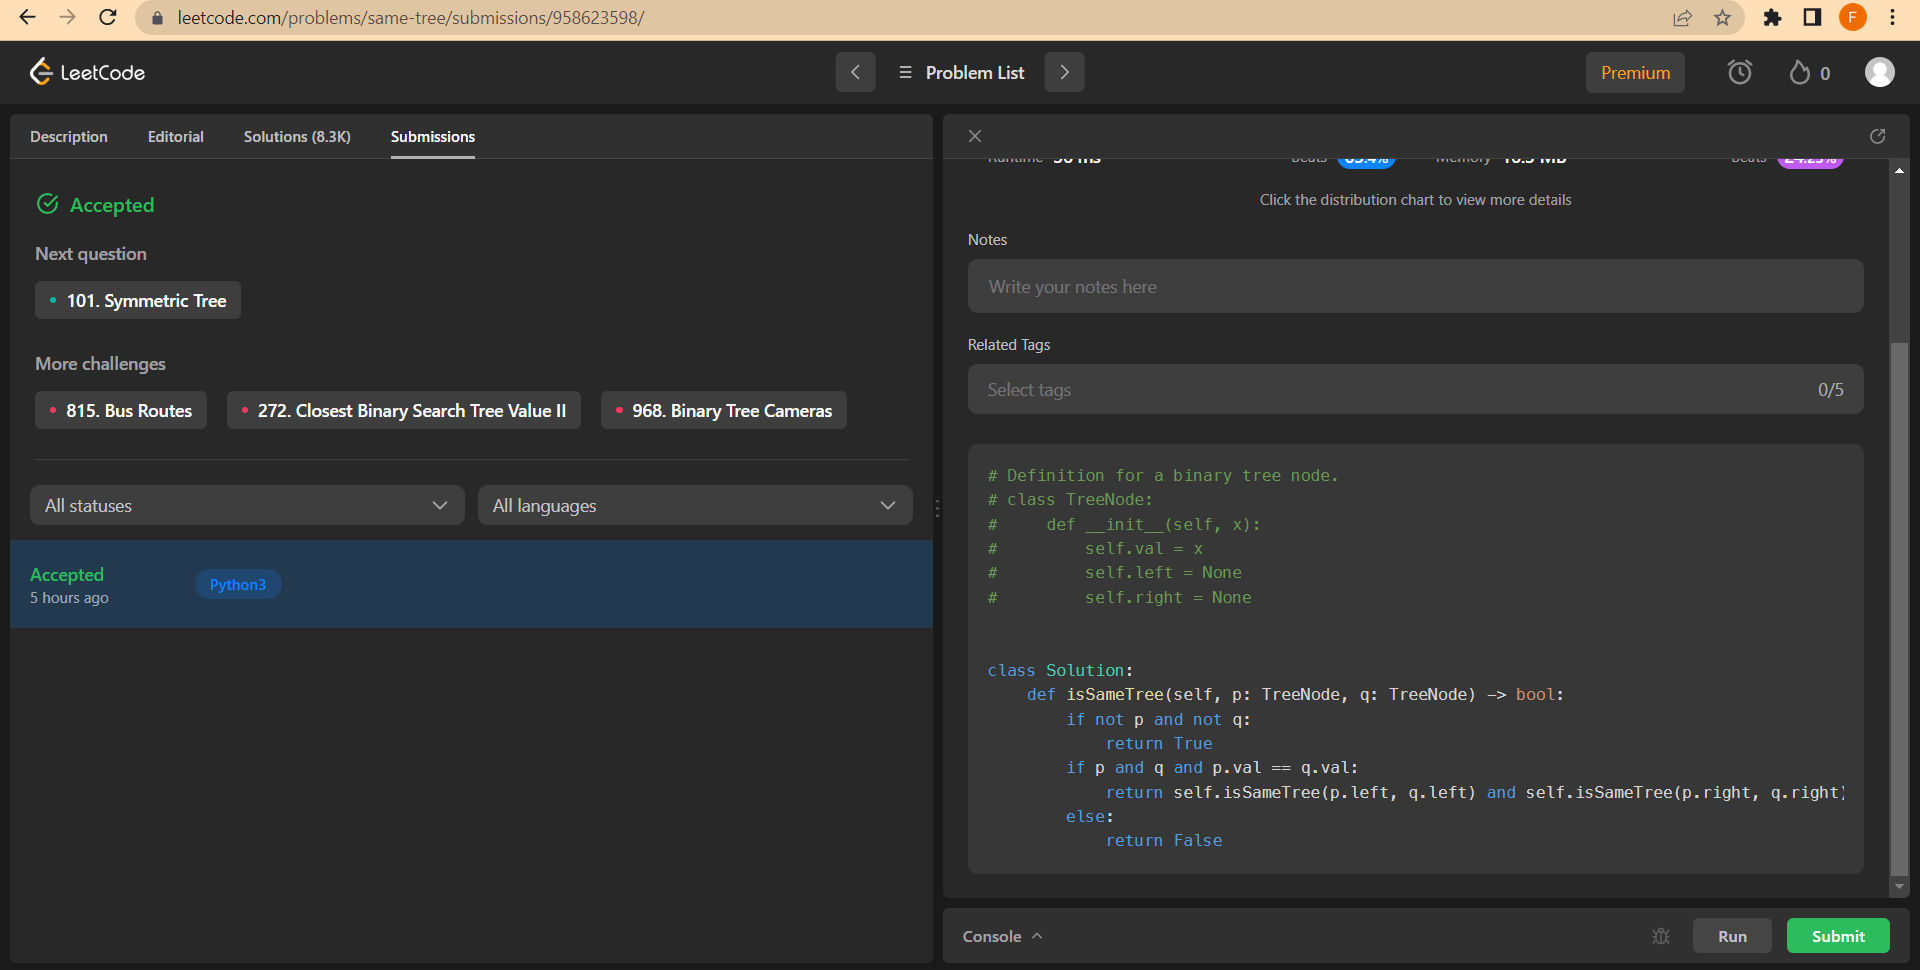 leetcode.com/problems/same-tree/submissions/958623598/
F
LeetCode
Problem List
Premium
0
Description
Editorial
Solutions (8.3K)
Submissions
Accepted
Next question
101. Symmetric Tree
More challenges
815. Bus Routes
272. Closest Binary Search Tree Value II
968. Binary Tree Cameras
All statuses
All languages
Accepted
5 hours ago
Python3
Runtime
Beats
Memory
Beats
Click the distribution chart to view more details
Notes
Write your notes here
Related Tags
Select tags
0/5
# Definition for a binary tree node.
# class TreeNode:
#     def __init__(self, x):
#         self.val = x
#         self.left = None
#         self.right = None
class Solution:
    def isSameTree(self, p: TreeNode, q: TreeNode) -> bool:
        if not p and not q:
            return True
        if p and q and p.val == q.val:
            return self.isSameTree(p.left, q.left) and self.isSameTree(p.right, q.right)
        else:
            return False
Console
Run
Submit